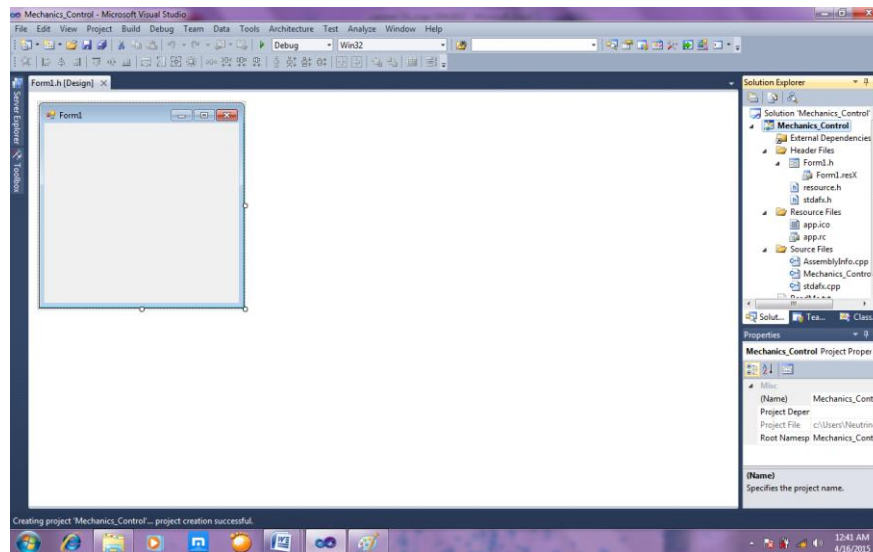 Mechanics_Control - Microsoft Visual Studio
File Edit View Project Build Debug Team Data Tools Architecture Test Analyze Window Help
Debug Win32
Form1.h [Design]
Server Explorer
Toolbox
Form1
Solution Explorer
Solution 'Mechanics_Control'
Mechanics_Control
External Dependencies
Header Files
Form1.h
Form1.resX
resource.h
stdafx.h
Resource Files
app.ico
app.rc
Source Files
AssemblyInfo.cpp
Mechanics_Contro
stdafx.cpp
Solut... Tea... Class
Properties
Mechanics_Control Project Proper
Misc
(Name) Mechanics_Cont
Project Deper
Project File c:\Users\Neutrin
Root Namesp Mechanics_Cont
(Name)
Specifies the project name.
Creating project 'Mechanics_Control'... project creation successful.
12:41 AM
4/16/2015